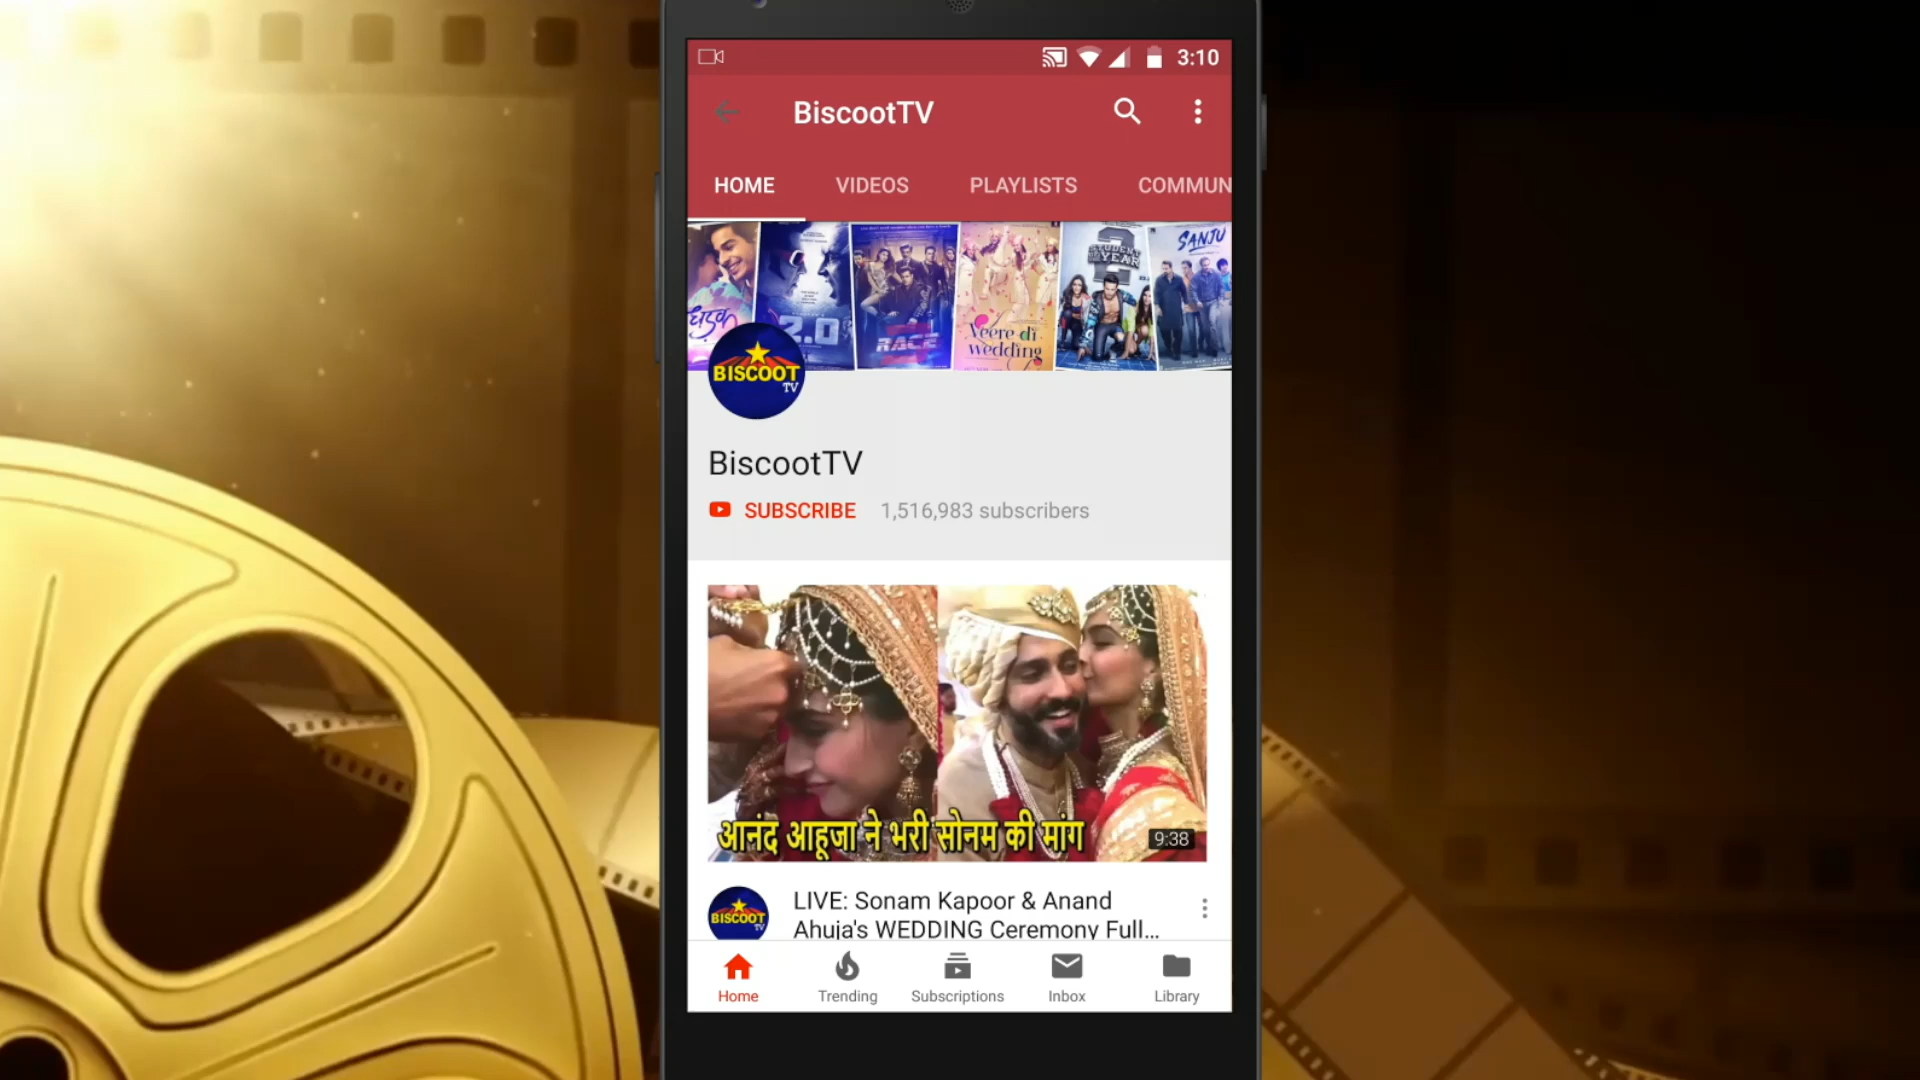 3:10
BiscootTV
HOME VIDEOS PLAYLISTS COMMUN
धड़क
2.0
RACE
Veere di
wedding
STUDENT
OF THE YEAR
2
SANJU
BISCOOT
TV
BiscootTV
SUBSCRIBE 1,516,983 subscribers
आनंद आहूजा ने भरी सोनम की मांग
9:38
BISCOOT
TV
LIVE: Sonam Kapoor & Anand
Ahuja's WEDDING Ceremony Full...
Home Trending Subscriptions Inbox Library